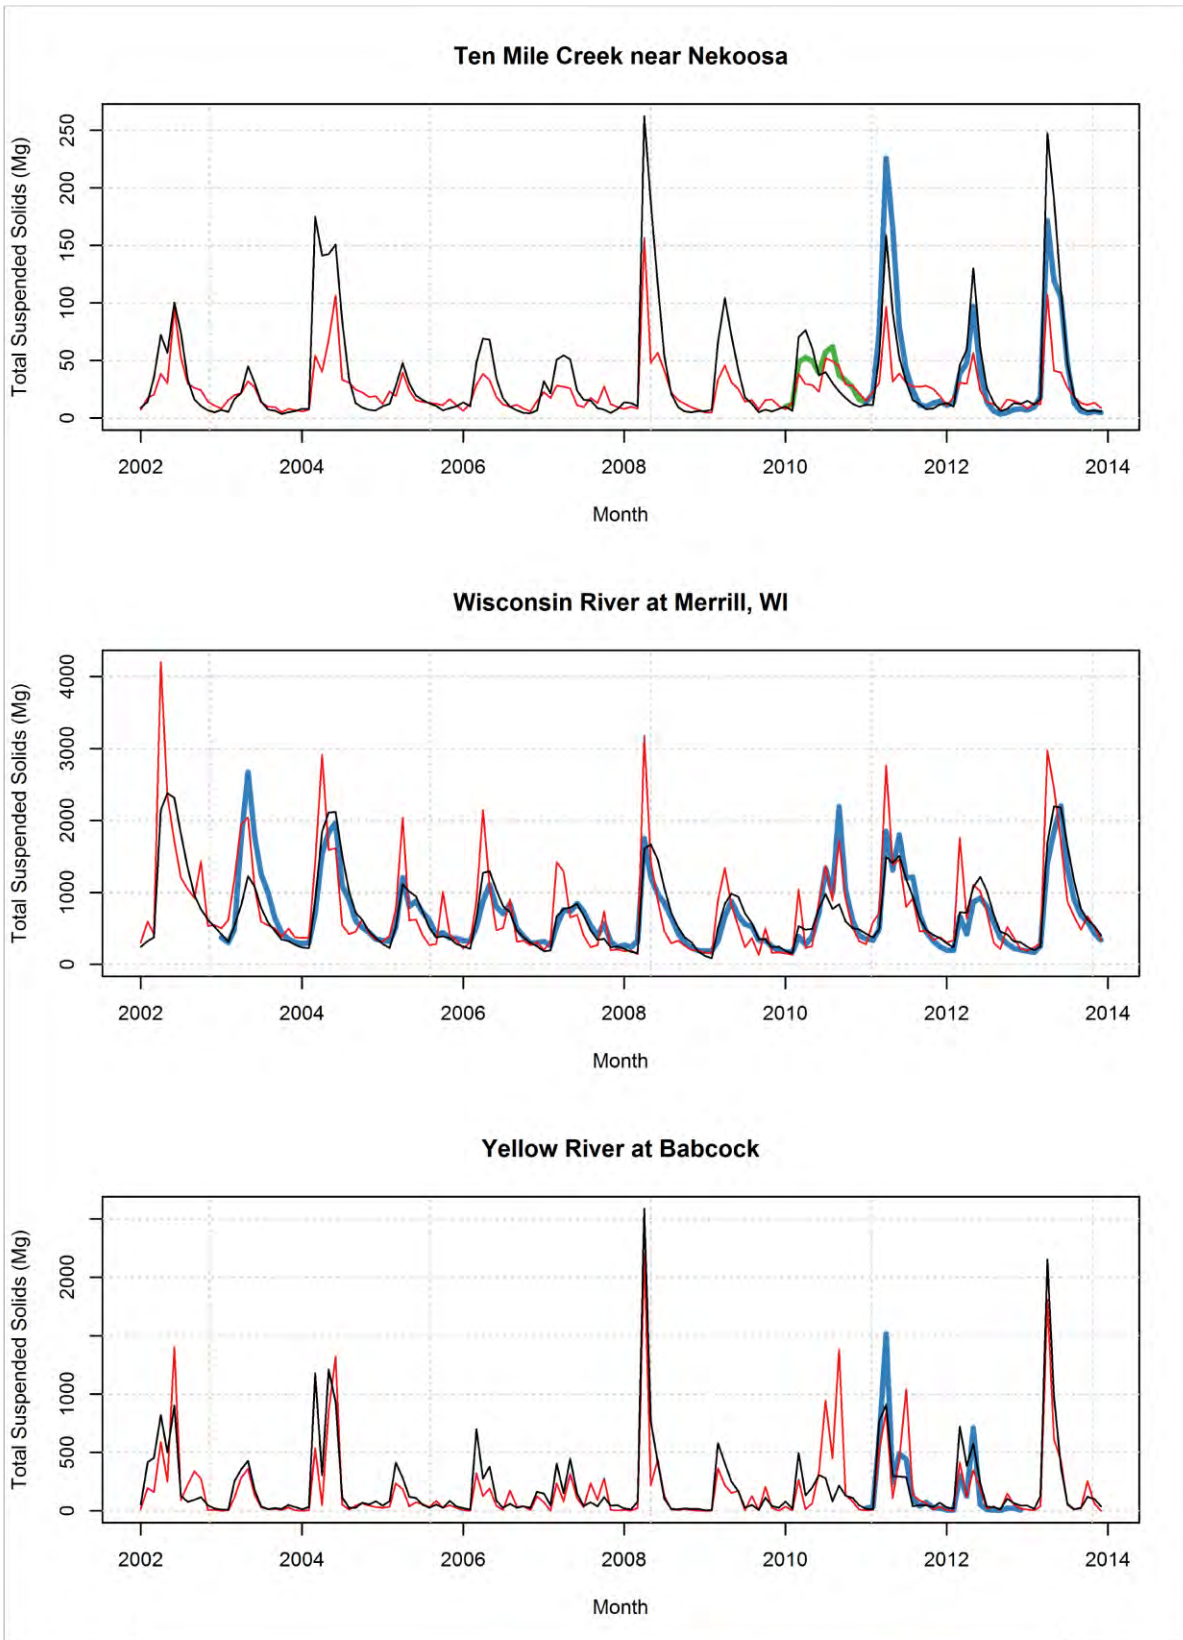 Ten Mile Creek near Nekoosa
Total Suspended Solids (Mg)
250
200
150
100
50
0
2002 2004 2006 2008 2010 2012 2014
Month
Wisconsin River at Merrill, WI
Total Suspended Solids (Mg)
4000
3000
2000
1000
0
2002 2004 2006 2008 2010 2012 2014
Month
Yellow River at Babcock
Total Suspended Solids (Mg)
2000
1000
500
0
2002 2004 2006 2008 2010 2012 2014
Month